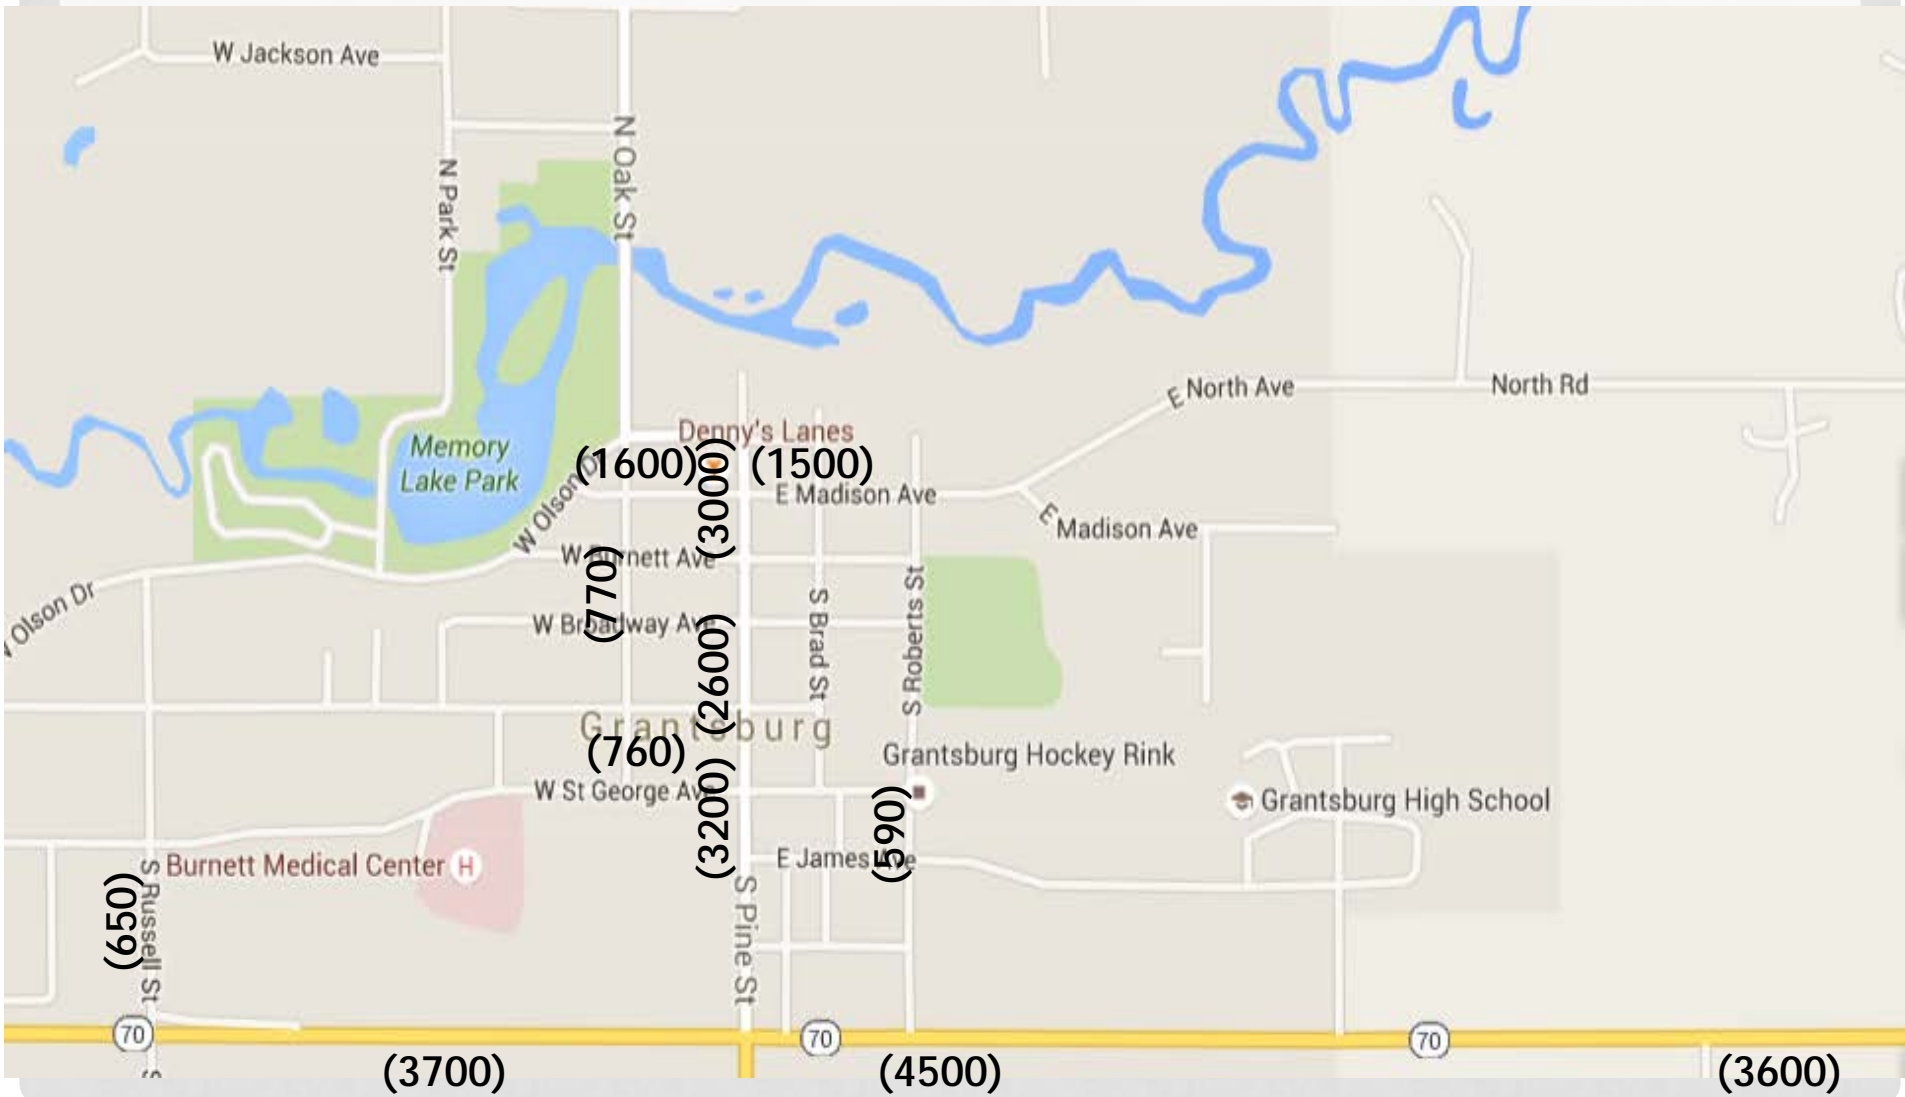 W Jackson Ave
N Oak St
N Park St
E North Ave
North Rd
Denny's Lanes
Memory
Lake Park
(1600)
(3000)
(1500)
W Olson Dr
E Madison Ave
E Madison Ave
W Burnett Ave
(770)
Olson Dr
S Brad St
S Roberts St
W Broadway Ave
(2600)
Grantsburg
(760)
Grantsburg Hockey Rink
W St George Ave
(3200)
(590)
Grantsburg High School
Burnett Medical Center H
E James Ave
S Russell St
(650)
S Pine St
70
70
70
S
(3700)
(4500)
(3600)